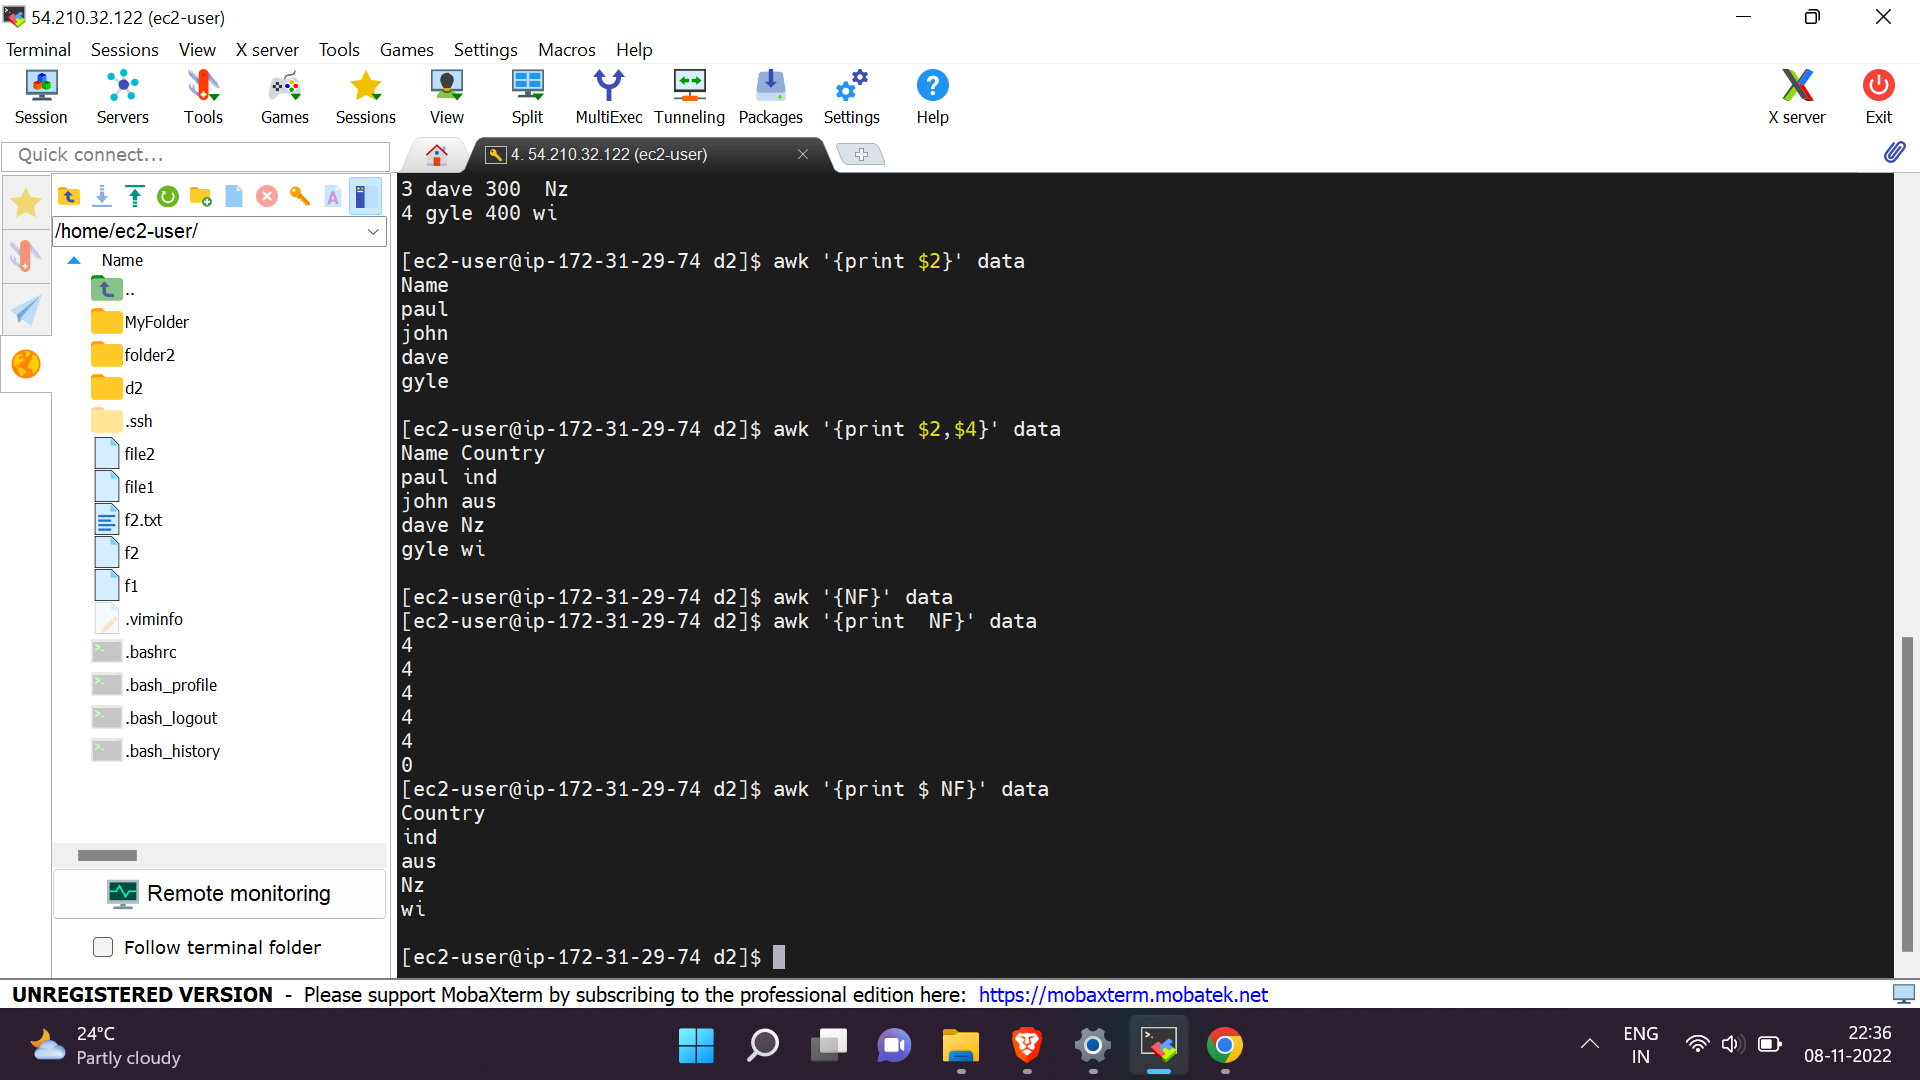 54.210.32.122 (ec2-user)
Terminal Sessions View X server Tools Games Settings Macros Help
Session Servers Tools Games Sessions View Split MultiExec Tunneling Packages Settings Help X server Exit
Quick connect...
4. 54.210.32.122 (ec2-user)
/home/ec2-user/
Name
..
MyFolder
folder2
d2
.ssh
file2
file1
f2.txt
f2
f1
.viminfo
.bashrc
.bash_profile
.bash_logout
.bash_history
Remote monitoring
Follow terminal folder
3 dave 300  Nz
4 gyle 400 wi
[ec2-user@ip-172-31-29-74 d2]$ awk '{print $2}' data
Name
paul
john
dave
gyle
[ec2-user@ip-172-31-29-74 d2]$ awk '{print $2,$4}' data
Name Country
paul ind
john aus
dave Nz
gyle wi
[ec2-user@ip-172-31-29-74 d2]$ awk '{NF}' data
[ec2-user@ip-172-31-29-74 d2]$ awk '{print  NF}' data
4
4
4
4
4
0
[ec2-user@ip-172-31-29-74 d2]$ awk '{print $ NF}' data
Country
ind
aus
Nz
wi
[ec2-user@ip-172-31-29-74 d2]$
UNREGISTERED VERSION - Please support MobaXterm by subscribing to the professional edition here: https://mobaxterm.mobatek.net
24°C
Partly cloudy
ENG
IN
22:36
08-11-2022